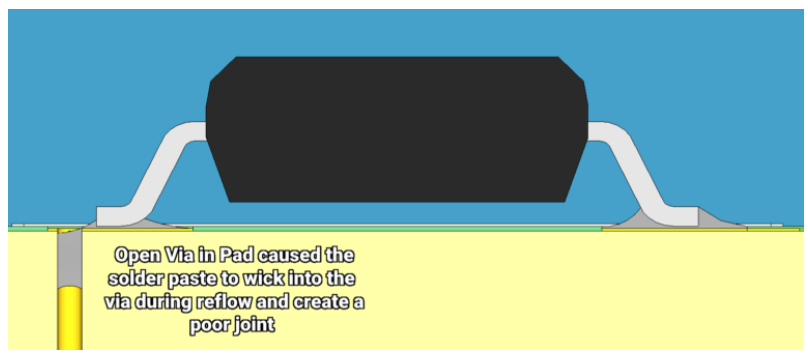 Open Via in Pad caused the
solder paste to wick into the
via during reflow and create a
poor joint